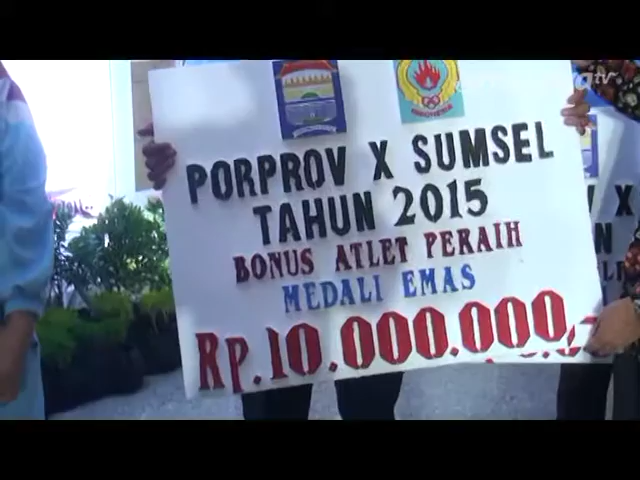 PORPROV X SUMSEL
TAHUN 2015
BONUS ATLET PERAIH
MEDALI EMAS
Rp.10.000.000